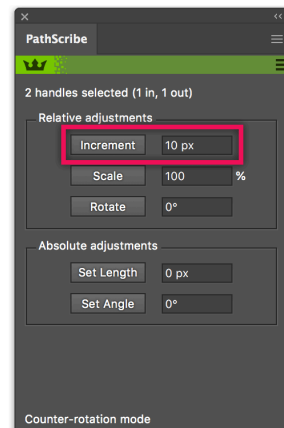 PathScribe
2 handles selected (1 in, 1 out)
Relative adjustments
Increment 10 px
Scale 100 %
Rotate 0°
Absolute adjustments
Set Length 0 px
Set Angle 0°
Counter-rotation mode